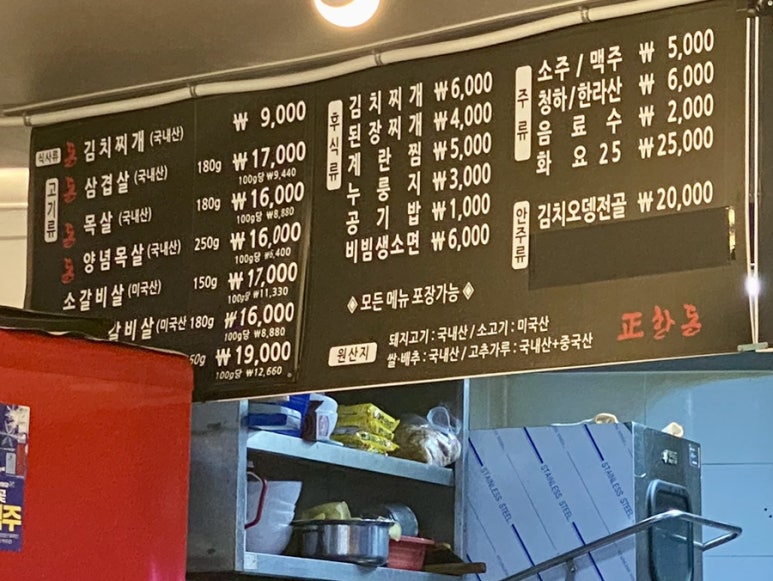 식사류
김치찌개 (국내산) ₩ 9,000
고기류
삼겹살 (국내산) 180g ₩ 17,000
100g당 ₩9,440
목살 (국내산) 180g ₩ 16,000
100g당 ₩8,880
양념목살 (국내산) 250g ₩ 16,000
100g당 ₩6,400
소갈비살 (미국산) 150g ₩ 17,000
100g당 ₩11,330
갈비살 (미국산 180g ₩ 16,000
100g당 ₩8,880
50g ₩ 19,000
100g당 ₩12,660
후식류
김치찌개 ₩6,000
된장찌개 ₩4,000
계란찜 ₩5,000
누룽지 ₩3,000
공기밥 ₩1,000
비빔생소면 ₩6,000
◈모든 메뉴 포장가능◈
주류
소주 / 맥주 ₩ 5,000
청하/한라산 ₩ 6,000
음료수 ₩ 2,000
화요25 ₩25,000
안주류
김치오뎅전골 ₩20,000
원산지
돼지고기 : 국내산 / 소고기 : 미국산
쌀·배추 : 국내산 / 고추가루 : 국내산+중국산
STAINLESS STEEL
STAINLESS STEEL
STAINLESS STEEL